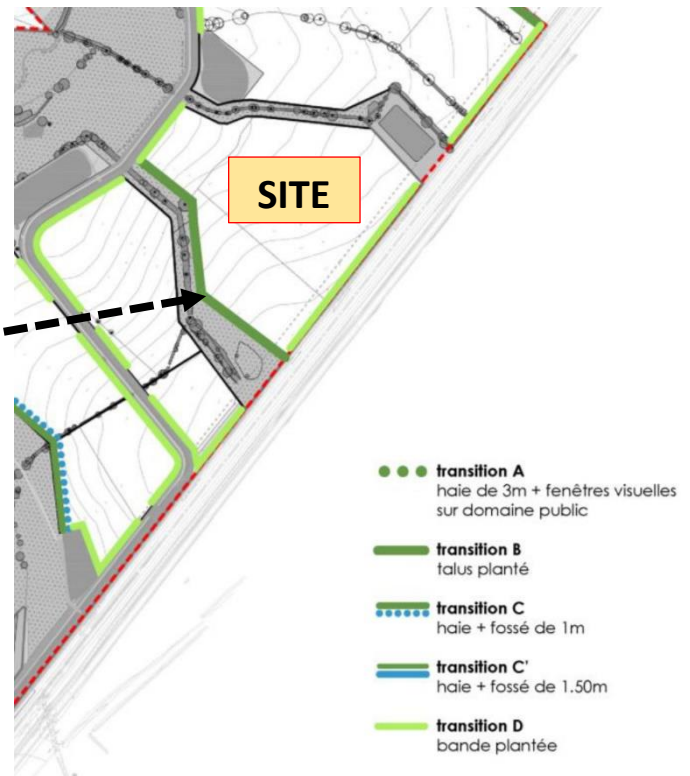 SITE
transition A
haie de 3m + fenêtres visuelles
sur domaine public
transition B
talus planté
transition C
haie + fossé de 1m
transition C'
haie + fossé de 1.50m
transition D
bande plantée